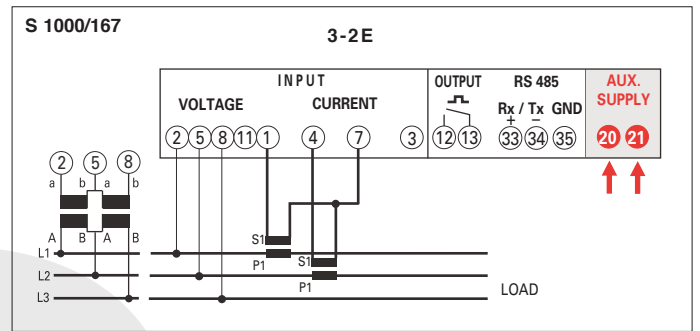 S 1000/167
3-2E
INPUT
OUTPUT
RS 485
AUX.
SUPPLY
VOLTAGE
CURRENT
Rx / Tx GND
+ −
2 5 8 11 1 4 7 3 12 13 33 34 35 20 21
2 5 8
a b a b
A B A B
S1
P1
S1
P1
L1
L2
L3
LOAD